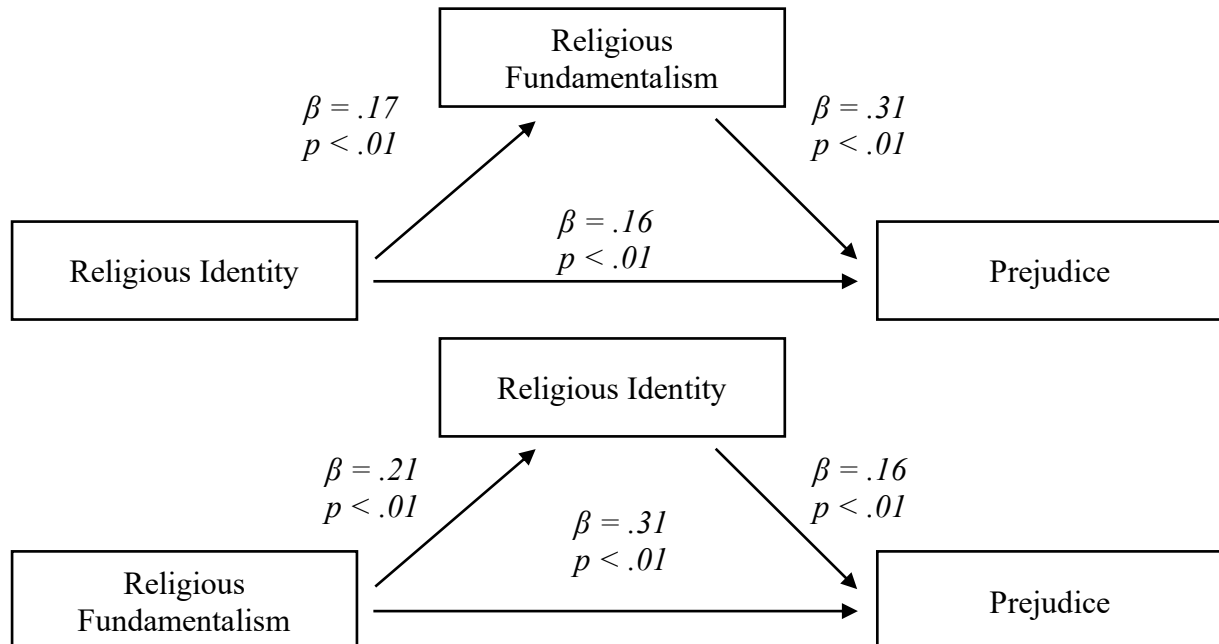 Religious
Fundamentalism
β = .17
p < .01
β = .31
p < .01
β = .16
p < .01
Religious Identity
Prejudice
Religious Identity
β = .21
p < .01
β = .16
p < .01
β = .31
p < .01
Religious
Fundamentalism
Prejudice